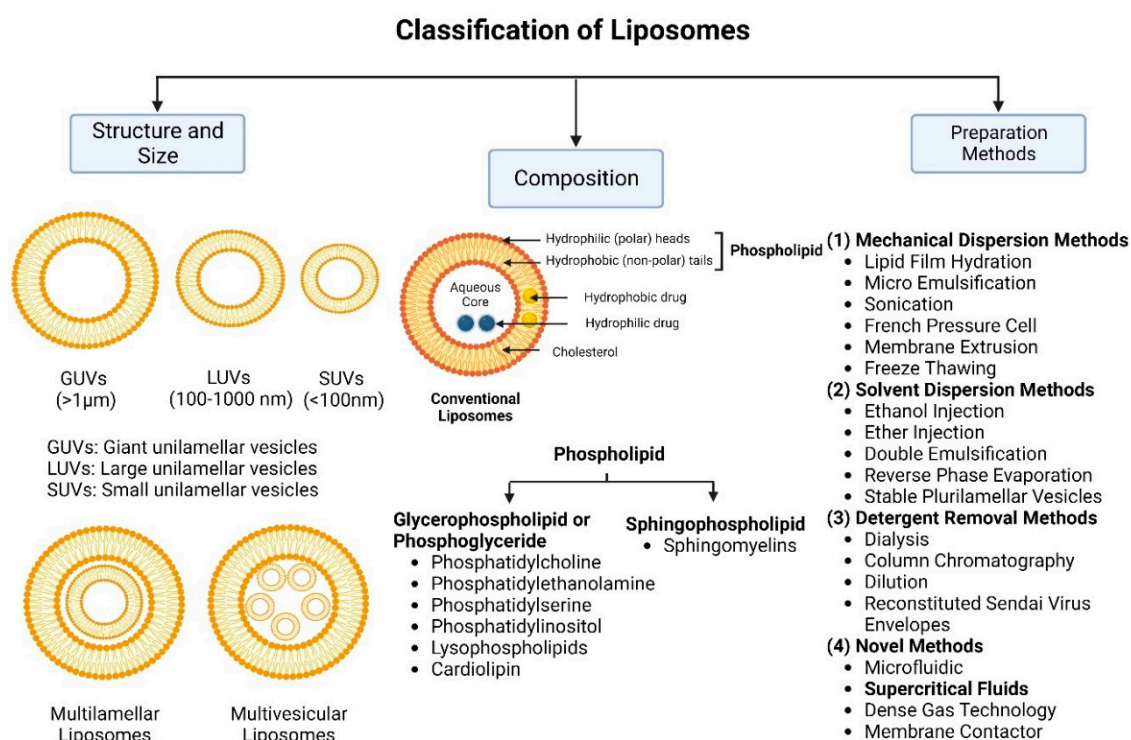 Classification of Liposomes
Structure and
Size
GUVs
(>1μm)
LUVs
(100-1000 nm)
SUVs
(<100nm)
GUVs: Giant unilamellar vesicles
LUVs: Large unilamellar vesicles
SUVs: Small unilamellar vesicles
Multilamellar
Liposomes
Multivesicular
Liposomes
Composition
Hydrophilic (polar) heads
Hydrophobic (non-polar) tails
Phospholipid
Aqueous
Core
Hydrophobic drug
Hydrophilic drug
Cholesterol
Conventional
Liposomes
Phospholipid
Glycerophospholipid or
Phosphoglyceride
• Phosphatidylcholine
• Phosphatidylethanolamine
• Phosphatidylserine
• Phosphatidylinositol
• Lysophospholipids
• Cardiolipin
Sphingophospholipid
• Sphingomyelins
Preparation
Methods
(1) Mechanical Dispersion Methods
• Lipid Film Hydration
• Micro Emulsification
• Sonication
• French Pressure Cell
• Membrane Extrusion
• Freeze Thawing
(2) Solvent Dispersion Methods
• Ethanol Injection
• Ether Injection
• Double Emulsification
• Reverse Phase Evaporation
• Stable Plurilamellar Vesicles
(3) Detergent Removal Methods
• Dialysis
• Column Chromatography
• Dilution
• Reconstituted Sendai Virus
Envelopes
(4) Novel Methods
• Microfluidic
• Supercritical Fluids
• Dense Gas Technology
• Membrane Contactor